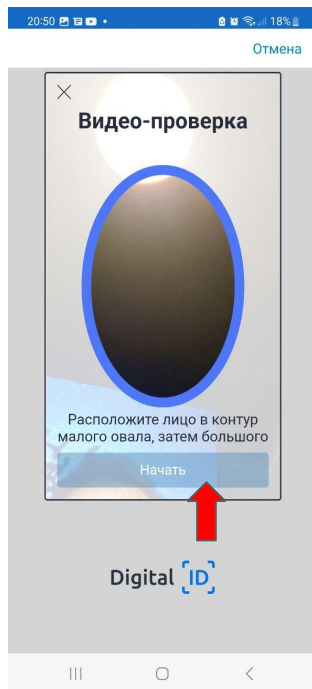 20:50 18%
Отмена
Видео-проверка
Расположите лицо в контур
малого овала, затем большого
Начать
Digital ID